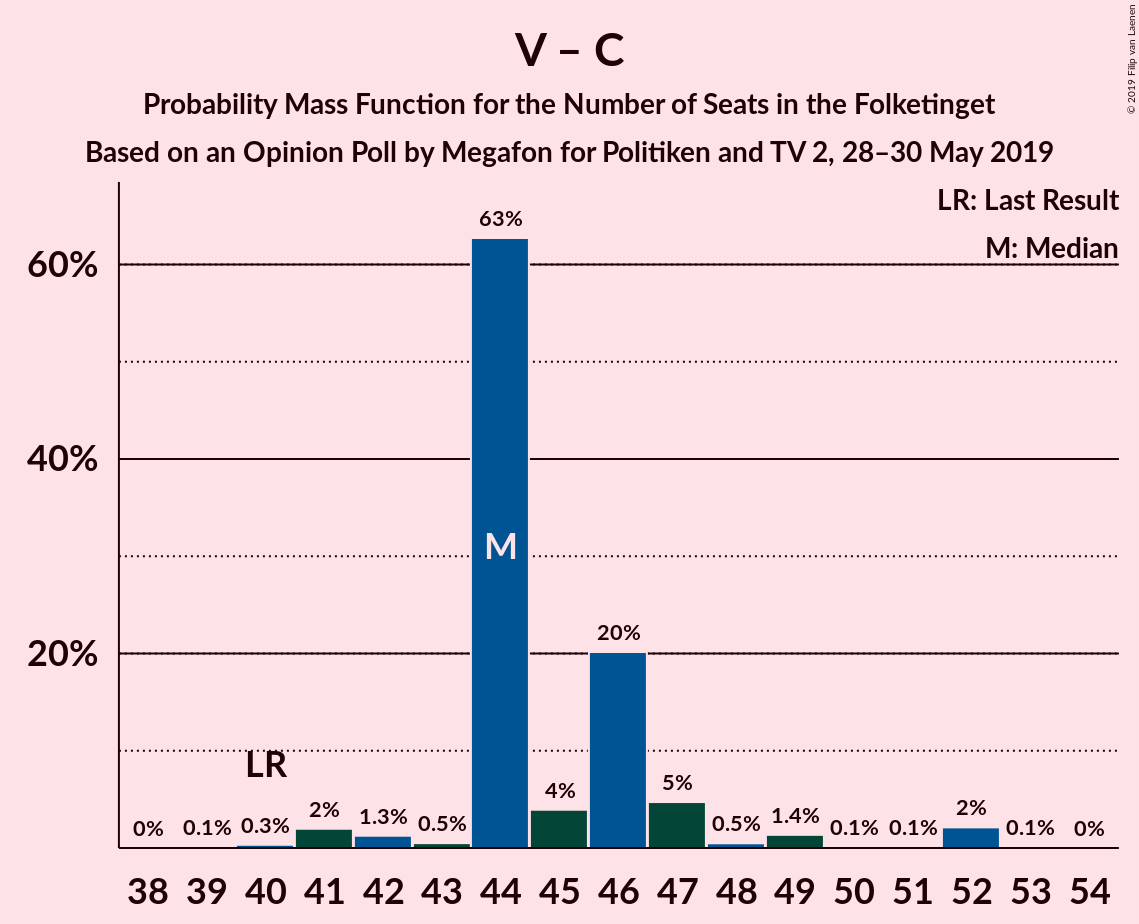 V – C
Probability Mass Function for the Number of Seats in the Folketinget
Based on an Opinion Poll by Megafon for Politiken and TV 2, 28–30 May 2019
© 2019 Filip van Laenen
LR: Last Result
M: Median
63%
60%
40%
M
20%
20%
LR
0%
0.1%
0.3%
2%
1.3%
0.5%
4%
5%
0.5%
1.4%
0.1%
0.1%
2%
0.1%
0%
38 39 40 41 42 43 44 45 46 47 48 49 50 51 52 53 54